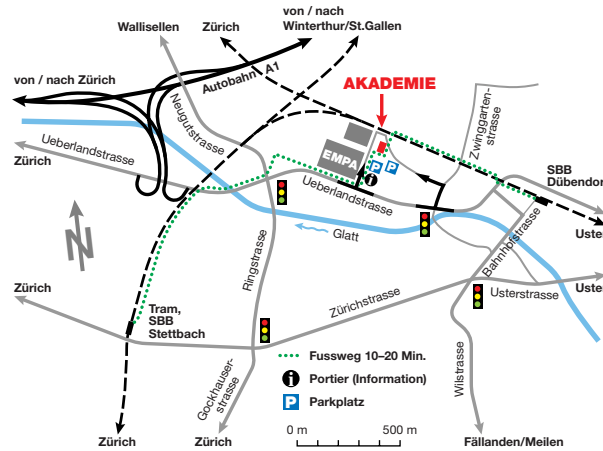 von / nach
Winterthur/St.Gallen
Wallisellen
Zürich
von / nach Zürich
Autobahn A1
AKADEMIE
Neugutstrasse
Zwinggarten-
strasse
EMPA
Ueberlandstrasse
Zürich
P P
i
SBB
Dübendorf
Ueberlandstrasse
Uster
N
Glatt
Bahnhofstrasse
Ringstrasse
Zürich
Uster
Zürichstrasse
Usterstrasse
Tram,
SBB
Stettbach
Gockhauser-
strasse
Wilstrasse
Fussweg 10–20 Min.
i Portier (Information)
P Parkplatz
0 m 500 m
Zürich
Zürich
Fällanden/Meilen